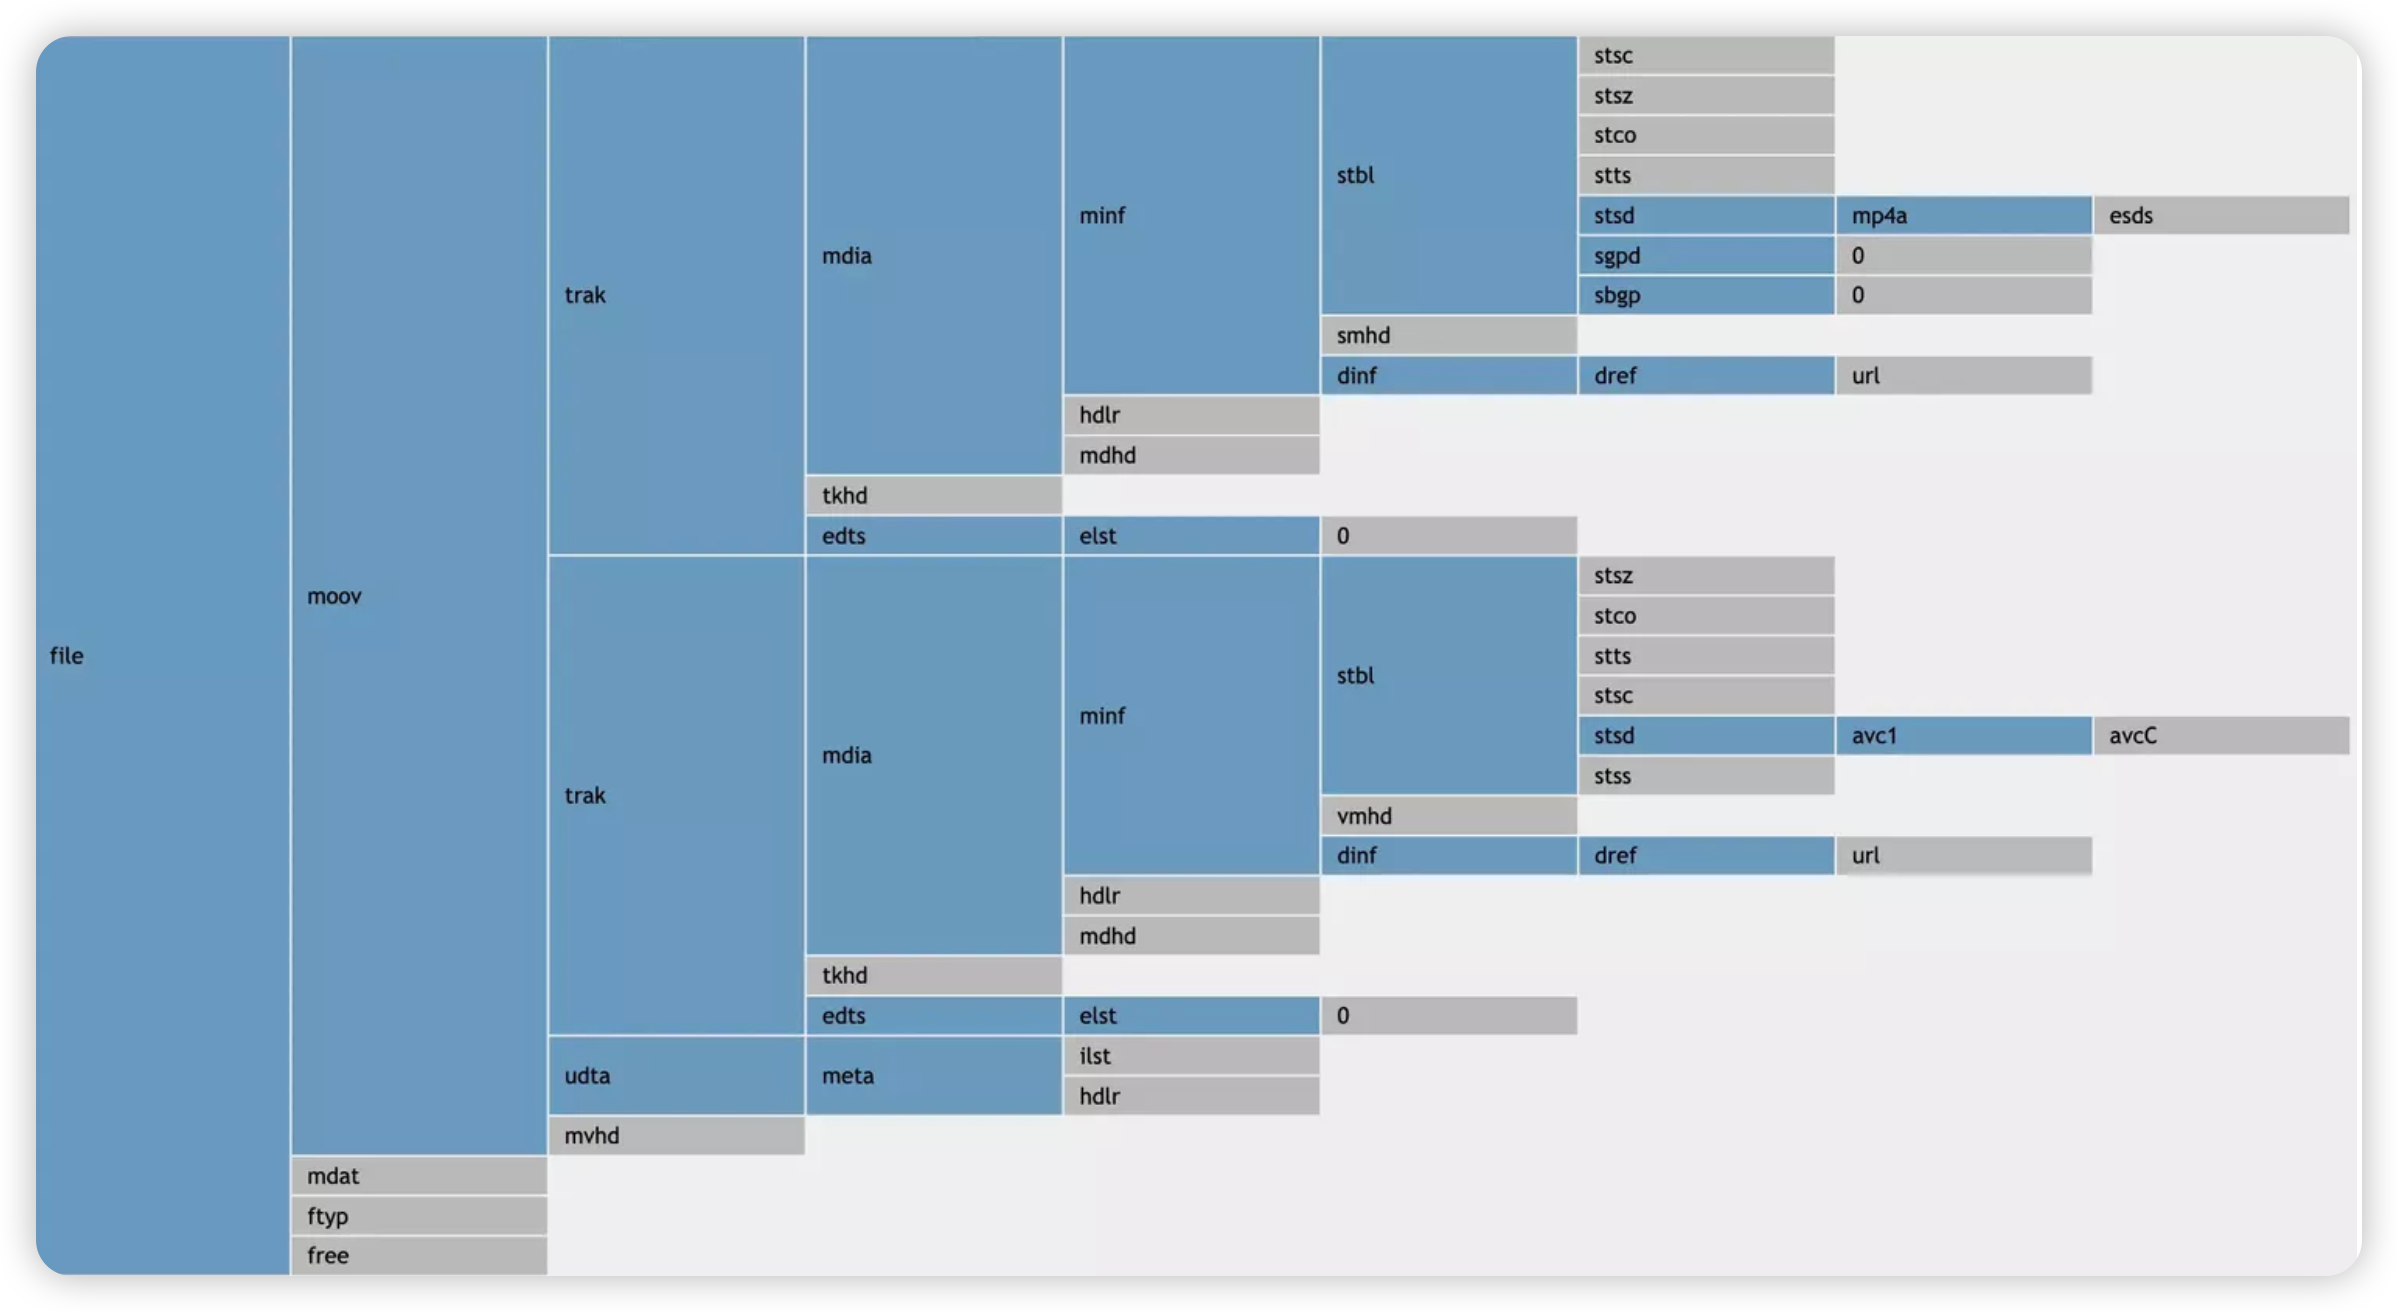 stsc
stsz
stco
stbl
stts
minf
stsd
mp4a
esds
mdia
sgpd
0
trak
sbgp
0
smhd
dinf
dref
url
hdlr
mdhd
tkhd
edts
elst
0
stsz
moov
stco
file
stts
stbl
stsc
minf
stsd
avc1
avcC
mdia
stss
trak
vmhd
dinf
dref
url
hdlr
mdhd
tkhd
edts
elst
0
ilst
udta
meta
hdlr
mvhd
mdat
ftyp
free